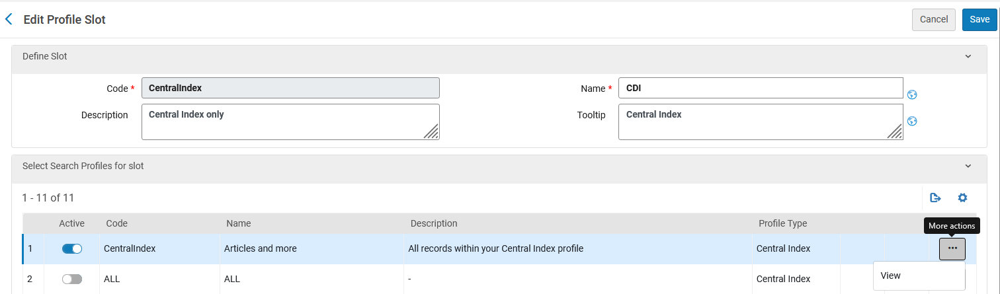 Edit Profile Slot Cancel Save
Define Slot
Code * CentralIndex Name * CDI
Description Central Index only Tooltip Central Index
Select Search Profiles for slot
1 - 11 of 11
Active Code Name Description Profile Type
More actions
1 CentralIndex Articles and more All records within your Central Index profile Central Index
2 ALL ALL - Central Index
View